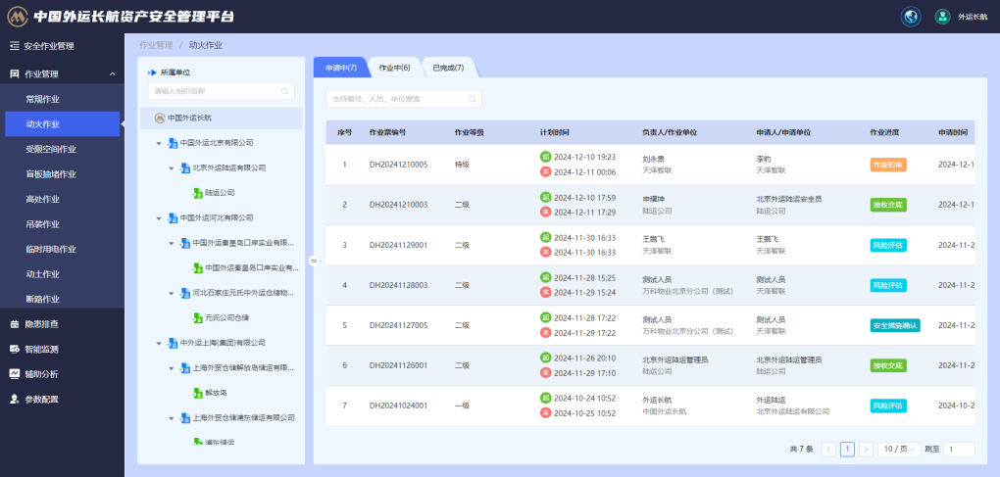 中国外运长航资产安全管理平台
外运长航
安全作业管理
作业管理
常规作业
动火作业
受限空间作业
盲板抽堵作业
高处作业
吊装作业
临时用电作业
动土作业
断路作业
隐患排查
智能监测
辅助分析
参数配置
作业管理 / 动火作业
所属单位
请输入组织名称
中国外运长航
中国外运北京有限公司
北京外运陆运有限公司
陆运公司
中国外运河北有限公司
中国外运秦皇岛口岸实业有限...
中国外运秦皇岛口岸实业有...
河北石家庄元氏中外运仓储物...
元氏公司仓储
中外运上海(集团)有限公司
上海外贸仓储解放岛储运有限...
解放岛
上海外贸仓储浦东储运有限公司
浦东储运
申请中(7) 作业中(6) 已完成(7)
支持编号、人员、单位搜索
序号 作业票编号 作业等级 计划时间 负责人/作业单位 申请人/申请单位 作业进度 申请时间
1 DH20241210005 特级 起 2024-12-10 19:23 末 2024-12-11 00:06 刘永贵 天泽智联 李昀 天泽智联 作业初审 2024-12-1
2 DH20241210003 二级 起 2024-12-10 17:59 末 2024-12-11 17:29 申耀坤 陆运公司 北京外运陆运安全员 陆运公司 接收交底 2024-12-1
3 DH20241129001 二级 起 2024-11-30 16:33 末 2024-11-30 16:33 王鹏飞 天泽智联 王鹏飞 天泽智联 风险评估 2024-11-2
4 DH20241128003 二级 起 2024-11-28 15:25 末 2024-11-29 15:24 测试人员 万科物业北京分公司（测试） 测试人员 天泽智联 风险评估 2024-11-2
5 DH20241127005 二级 起 2024-11-28 17:22 末 2024-11-29 17:22 测试人员 万科物业北京分公司（测试） 测试人员 天泽智联 安全措施确认 2024-11-2
6 DH20241126001 二级 起 2024-11-26 20:10 末 2024-11-29 17:10 北京外运陆运管理员 陆运公司 北京外运陆运管理员 陆运公司 接收交底 2024-11-2
7 DH20241024001 一级 起 2024-10-24 10:52 末 2024-10-25 10:52 外运长航 中国外运长航 外运陆运 北京外运陆运有限公司 风险评估 2024-10-2
共 7 条 1 10 / 页 跳至 1